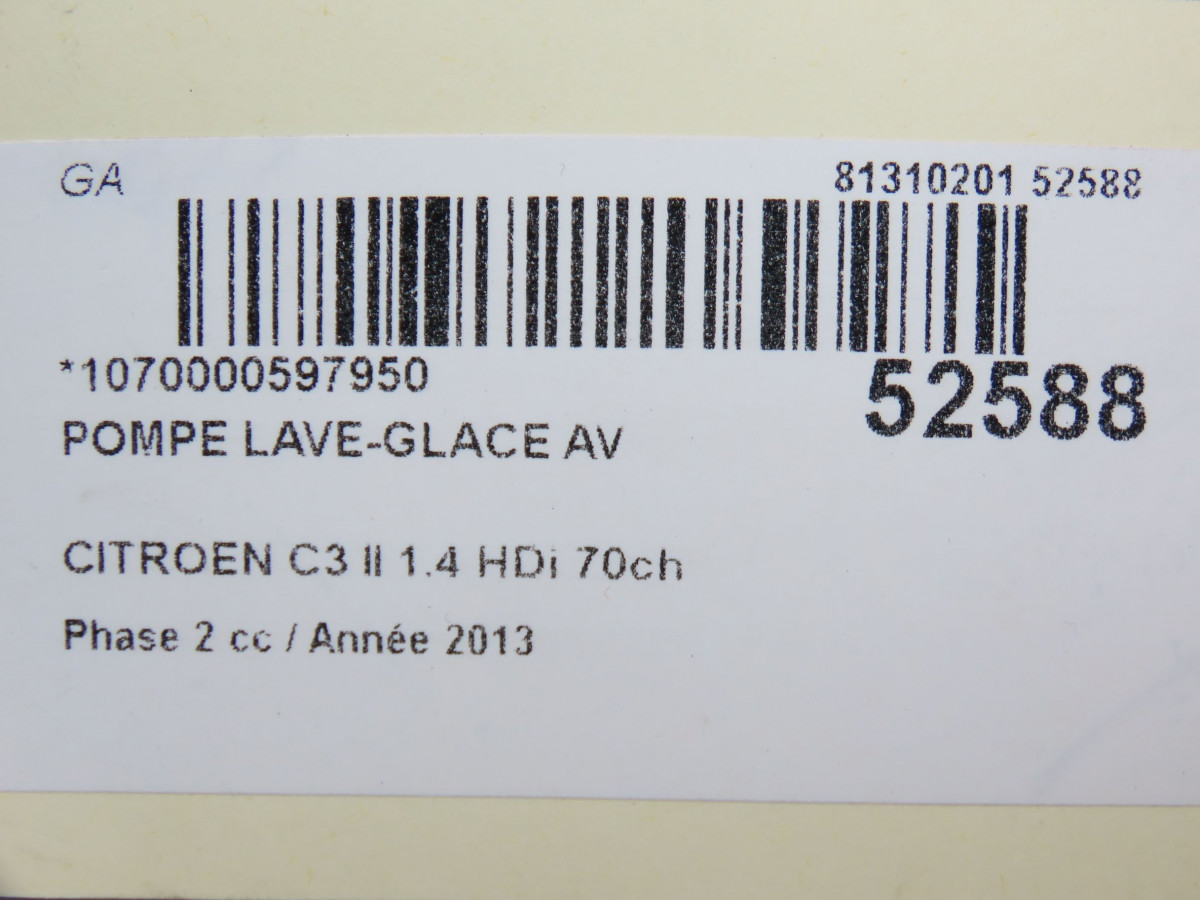 GA 81310201 52588
*1070000597950 52588
POMPE LAVE-GLACE AV
CITROEN C3 II 1.4 HDi 70ch
Phase 2 cc / Année 2013